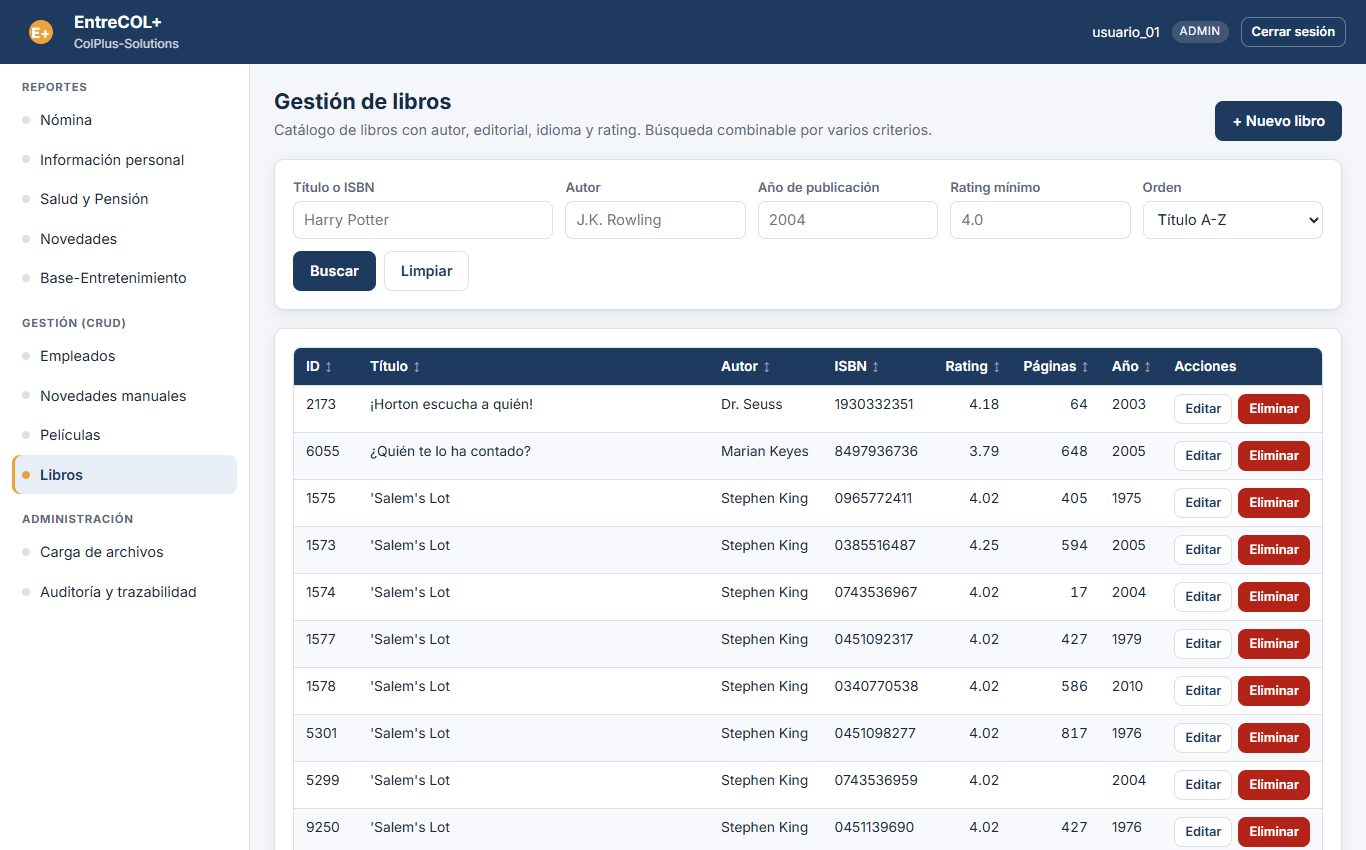 E+
EntreCOL+
ColPlus-Solutions
usuario_01 ADMIN Cerrar sesión
REPORTES
Nómina
Información personal
Salud y Pensión
Novedades
Base-Entretenimiento
GESTIÓN (CRUD)
Empleados
Novedades manuales
Películas
Libros
ADMINISTRACIÓN
Carga de archivos
Auditoría y trazabilidad
Gestión de libros
Catálogo de libros con autor, editorial, idioma y rating. Búsqueda combinable por varios criterios.
+ Nuevo libro
Título o ISBN Autor Año de publicación Rating mínimo Orden
Harry Potter J.K. Rowling 2004 4.0 Título A-Z
Buscar Limpiar
ID ↕ Título ↕ Autor ↕ ISBN ↕ Rating ↕ Páginas ↕ Año ↕ Acciones
2173 ¡Horton escucha a quién! Dr. Seuss 1930332351 4.18 64 2003 Editar Eliminar
6055 ¿Quién te lo ha contado? Marian Keyes 8497936736 3.79 648 2005 Editar Eliminar
1575 'Salem's Lot Stephen King 0965772411 4.02 405 1975 Editar Eliminar
1573 'Salem's Lot Stephen King 0385516487 4.25 594 2005 Editar Eliminar
1574 'Salem's Lot Stephen King 0743536967 4.02 17 2004 Editar Eliminar
1577 'Salem's Lot Stephen King 0451092317 4.02 427 1979 Editar Eliminar
1578 'Salem's Lot Stephen King 0340770538 4.02 586 2010 Editar Eliminar
5301 'Salem's Lot Stephen King 0451098277 4.02 817 1976 Editar Eliminar
5299 'Salem's Lot Stephen King 0743536959 4.02 2004 Editar Eliminar
9250 'Salem's Lot Stephen King 0451139690 4.02 427 1976 Editar Eliminar